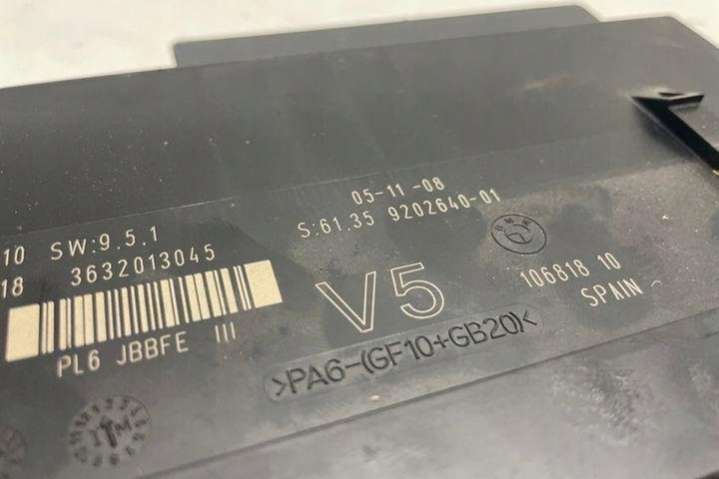 05-11-08
S:61.35 9202640-01
BMW
10 SW:9.5.1
18 3632013045
PL6 JBBFE III
V5
106818 10
SPAIN
>PA6-(GF10+GB20)<